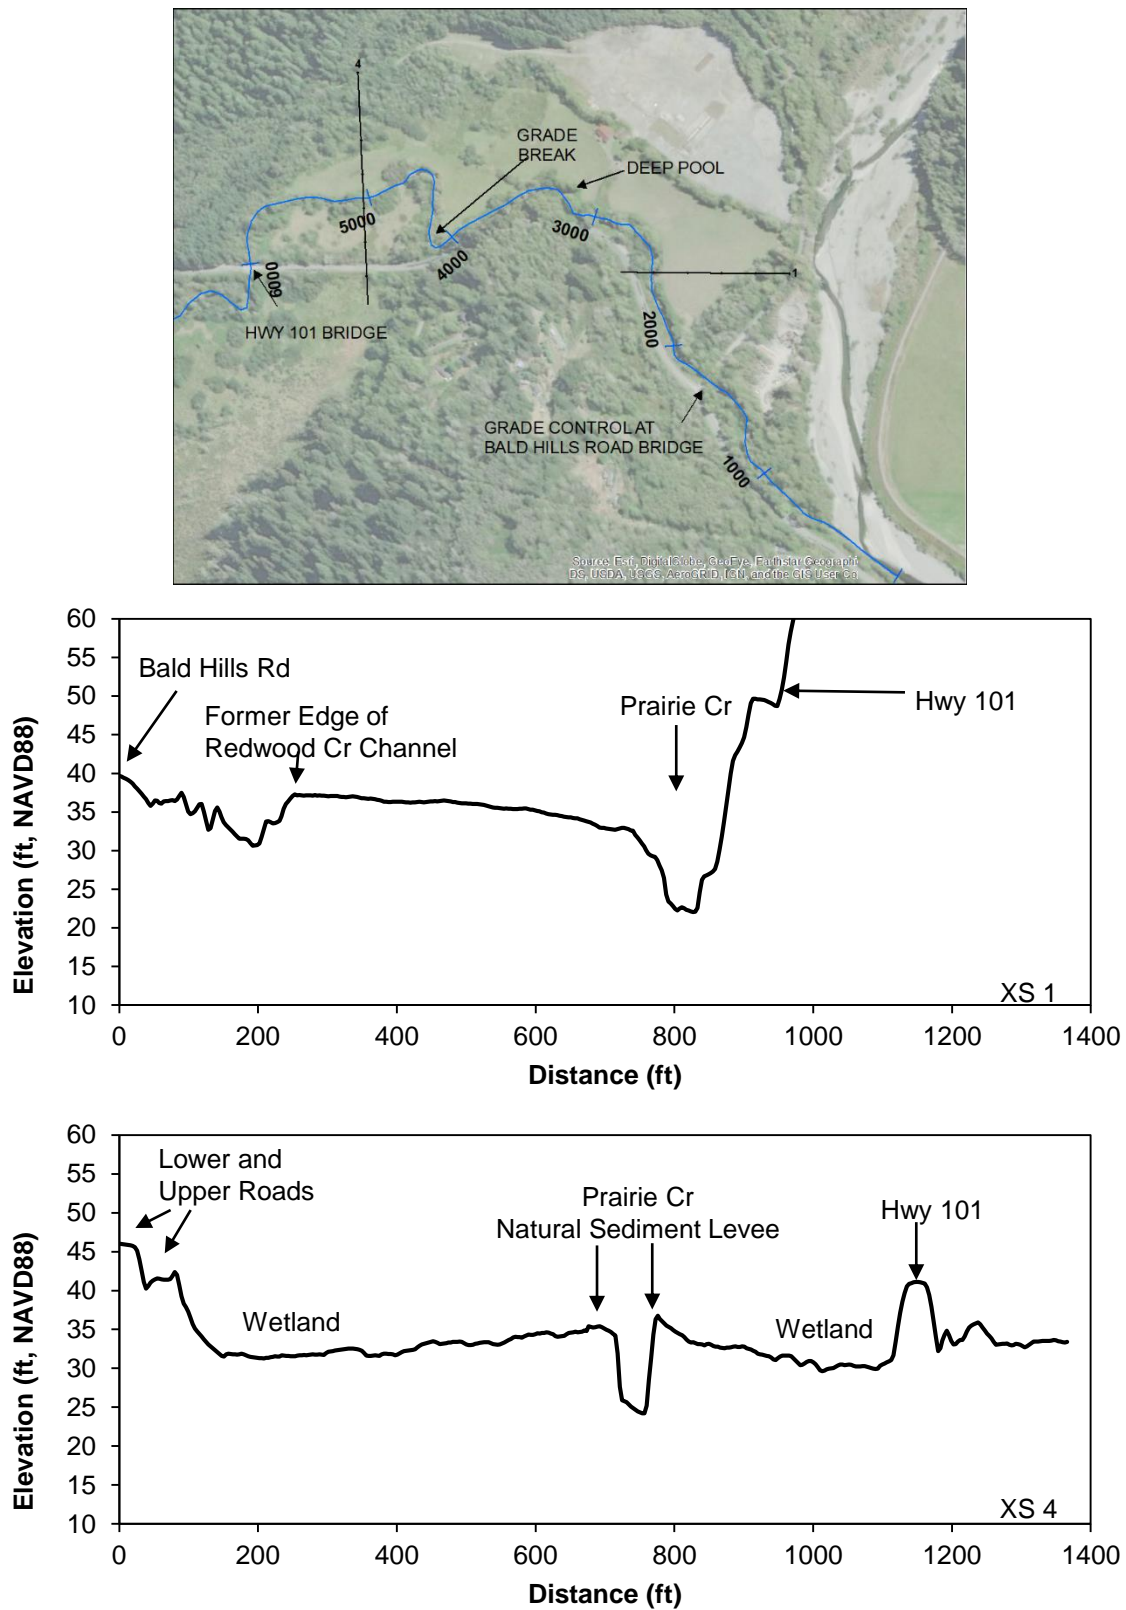 4
GRADE
BREAK
DEEP POOL
5000
3000
4000
6000
1
HWY 101 BRIDGE
2000
GRADE CONTROL AT
BALD HILLS ROAD BRIDGE
1000
Source: Esri, DigitalGlobe, GeoEye, Earthstar Geographi
DS, USDA, USGS, AeroGRID, IGN, and the GIS User Co
60
55
50
45
40
35
30
25
20
15
10
Elevation (ft, NAVD88)
Bald Hills Rd
Former Edge of
Redwood Cr Channel
Prairie Cr
Hwy 101
XS 1
0 200 400 600 800 1000 1200 1400
Distance (ft)
60
55
50
45
40
35
30
25
20
15
10
Elevation (ft, NAVD88)
Lower and
Upper Roads
Prairie Cr
Natural Sediment Levee
Hwy 101
Wetland
Wetland
XS 4
0 200 400 600 800 1000 1200 1400
Distance (ft)